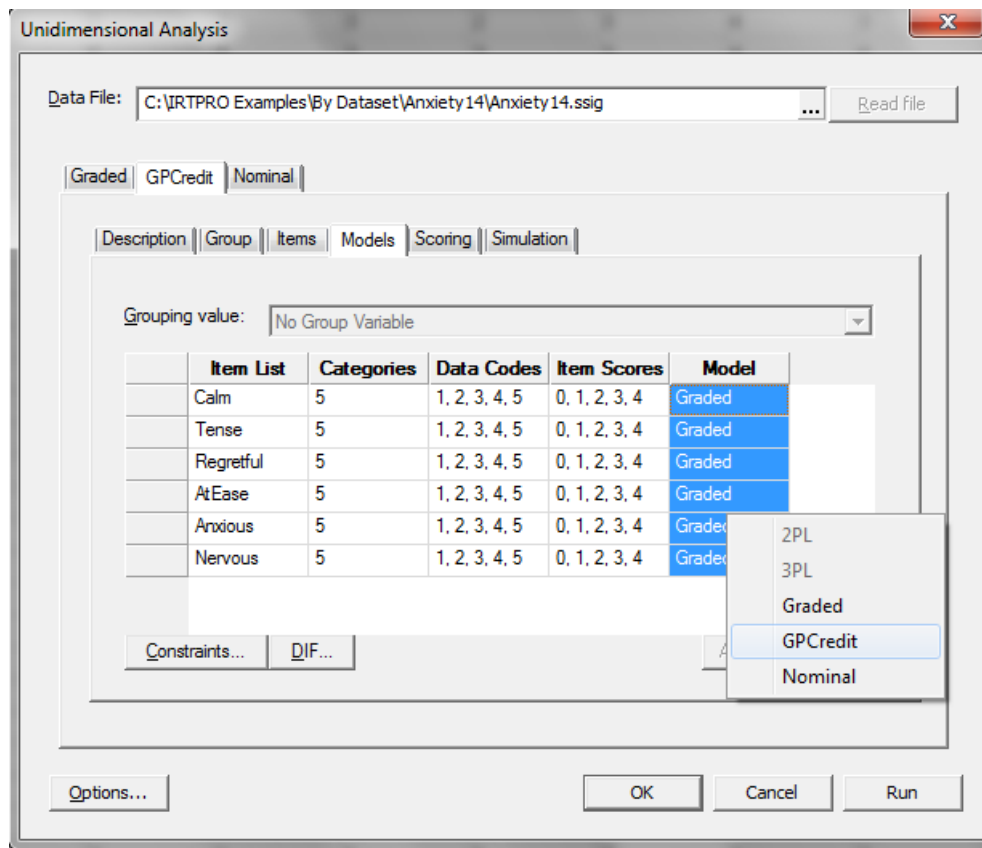 Unidimensional Analysis
Data File: C:\IRTPRO Examples\By Dataset\Anxiety14\Anxiety14.ssig ... Read file
Graded GPCredit Nominal
Description Group Items Models Scoring Simulation
Grouping value: No Group Variable
Item List Categories Data Codes Item Scores Model
Calm 5 1, 2, 3, 4, 5 0, 1, 2, 3, 4 Graded
Tense 5 1, 2, 3, 4, 5 0, 1, 2, 3, 4 Graded
Regretful 5 1, 2, 3, 4, 5 0, 1, 2, 3, 4 Graded
AtEase 5 1, 2, 3, 4, 5 0, 1, 2, 3, 4 Graded
Anxious 5 1, 2, 3, 4, 5 0, 1, 2, 3, 4 Graded
Nervous 5 1, 2, 3, 4, 5 0, 1, 2, 3, 4 Graded
2PL
3PL
Graded
GPCredit
Nominal
Constraints... DIF...
Options... OK Cancel Run